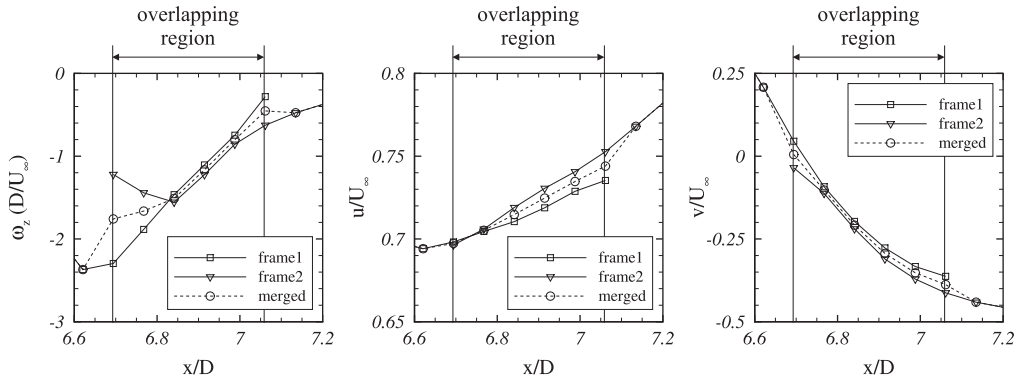 overlapping
region
0
-1
-2
-3
6.6
6.8
7
7.2
ω_z (D/U_∞)
x/D
frame1
frame2
merged
overlapping
region
0.8
0.75
0.7
0.65
6.6
6.8
7
7.2
u/U_∞
x/D
frame1
frame2
merged
overlapping
region
0.25
0
-0.25
-0.5
6.6
6.8
7
7.2
v/U_∞
x/D
frame1
frame2
merged